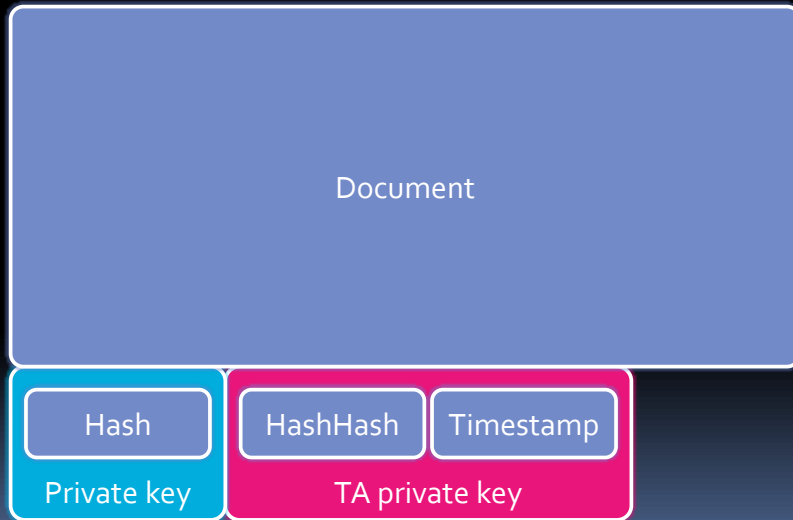 Document
Hash
HashHash
Timestamp
Private key
TA private key